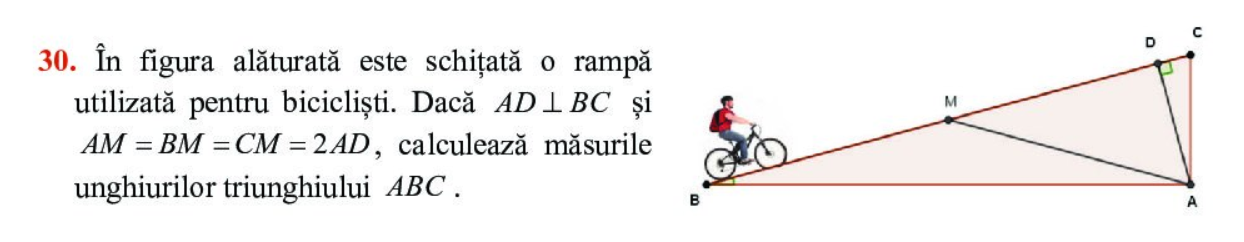 30. În figura alăturată este schițată o rampă
utilizată pentru bicicliști. Dacă AD ⊥ BC și
AM = BM = CM = 2AD, calculează măsurile
unghiurilor triunghiului ABC .
C
D
M
B
A